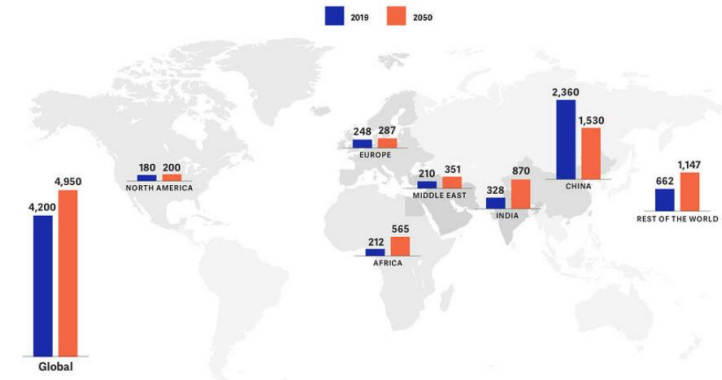 2019 2050
2,360
1,530
248 287
EUROPE
180 200
NORTH AMERICA
210 351
MIDDLE EAST
328 870
INDIA
CHINA
662 1,147
REST OF THE WORLD
4,200 4,950
212 565
AFRICA
Global